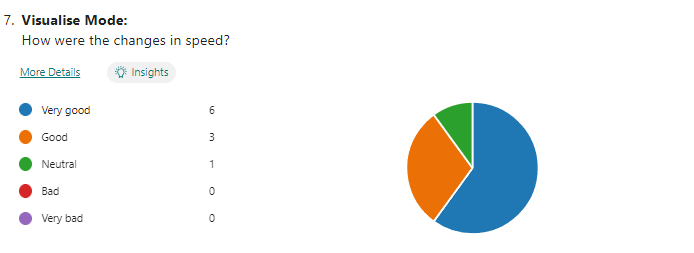 7. Visualise Mode:
How were the changes in speed?
More Details
Insights
Very good 6
Good 3
Neutral 1
Bad 0
Very bad 0